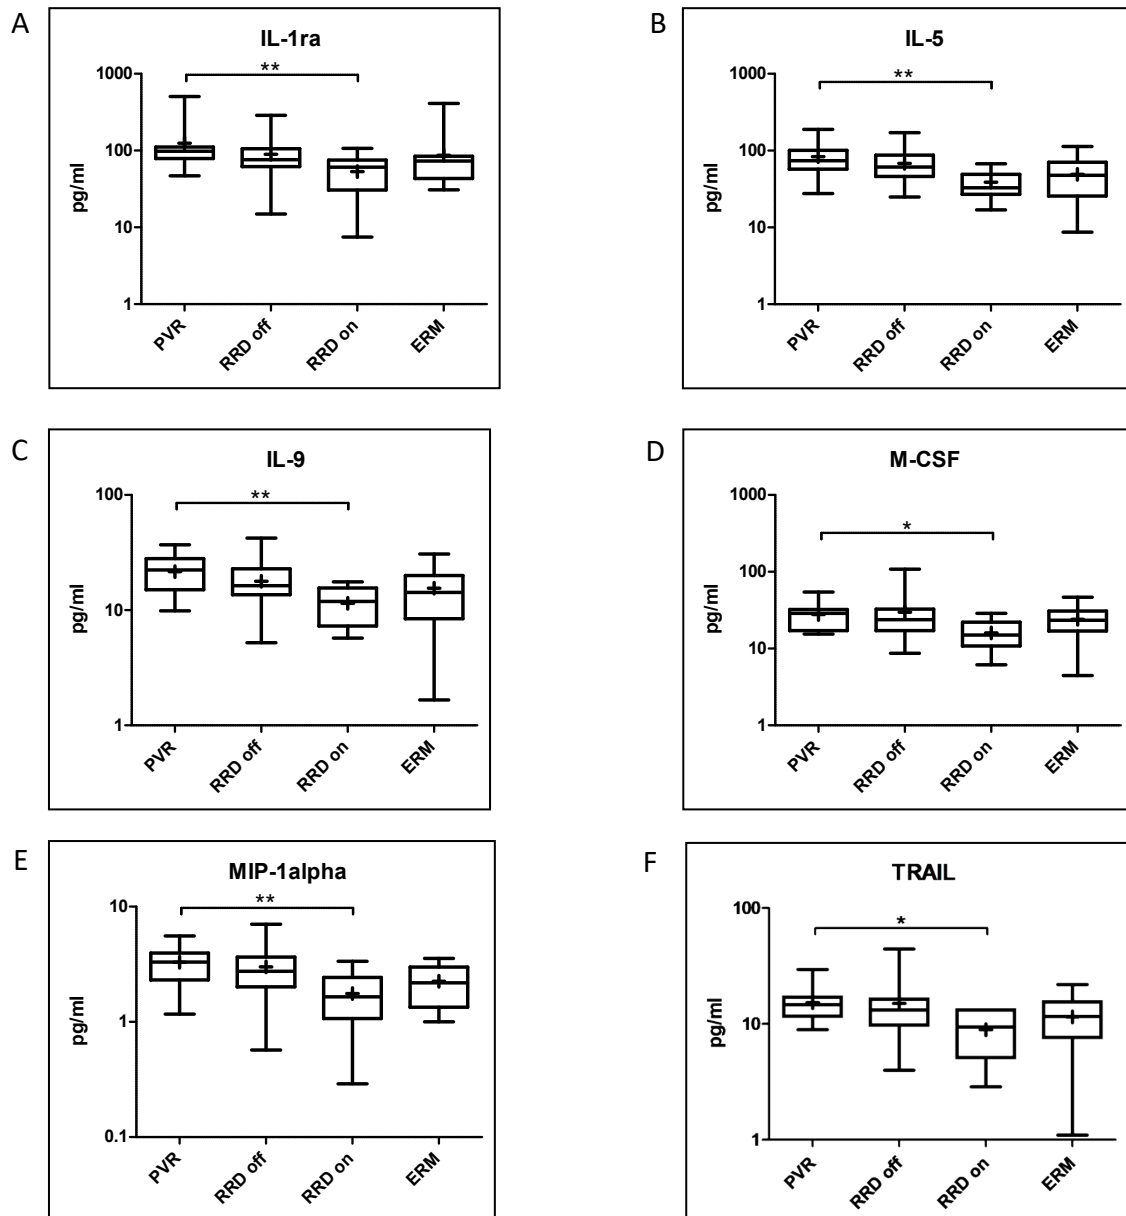 A
IL-1ra
**
1000
100
10
1
pg/ml
PVR
RRD off
RRD on
ERM
B
IL-5
**
1000
100
10
1
pg/ml
PVR
RRD off
RRD on
ERM
C
IL-9
**
100
10
1
pg/ml
PVR
RRD off
RRD on
ERM
D
M-CSF
*
1000
100
10
1
pg/ml
PVR
RRD off
RRD on
ERM
E
MIP-1alpha
**
10
1
0.1
pg/ml
PVR
RRD off
RRD on
ERM
F
TRAIL
*
100
10
1
pg/ml
PVR
RRD off
RRD on
ERM